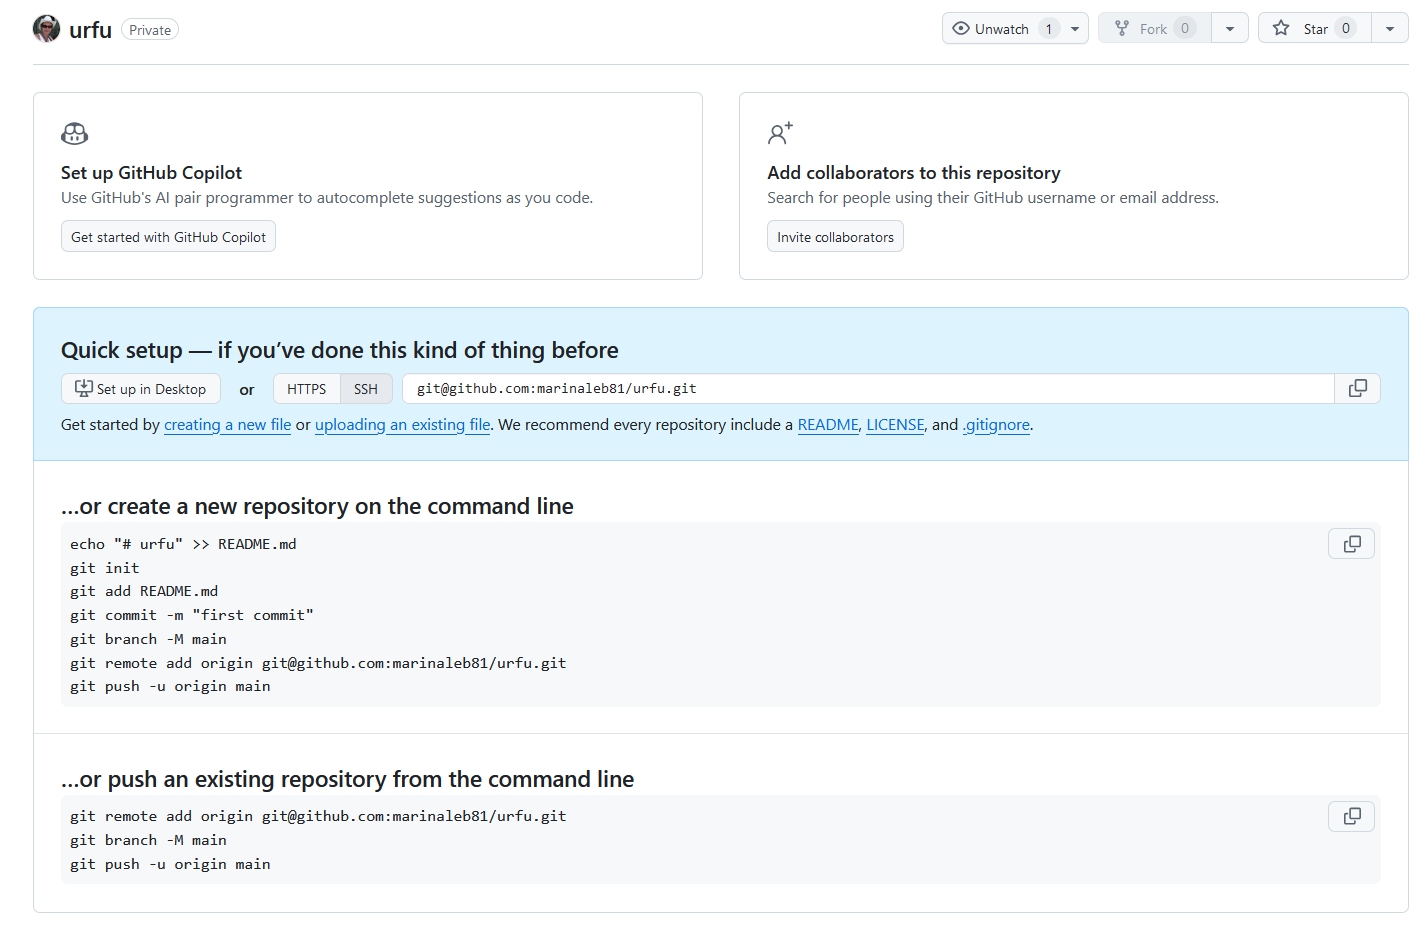 urfu Private Unwatch 1 Fork 0 Star 0
Set up GitHub Copilot
Use GitHub's AI pair programmer to autocomplete suggestions as you code.
Get started with GitHub Copilot
Add collaborators to this repository
Search for people using their GitHub username or email address.
Invite collaborators
Quick setup — if you’ve done this kind of thing before
Set up in Desktop or HTTPS SSH git@github.com:marinaleb81/urfu.git
Get started by creating a new file or uploading an existing file. We recommend every repository include a README, LICENSE, and .gitignore.
…or create a new repository on the command line
echo "# urfu" >> README.md
git init
git add README.md
git commit -m "first commit"
git branch -M main
git remote add origin git@github.com:marinaleb81/urfu.git
git push -u origin main
…or push an existing repository from the command line
git remote add origin git@github.com:marinaleb81/urfu.git
git branch -M main
git push -u origin main